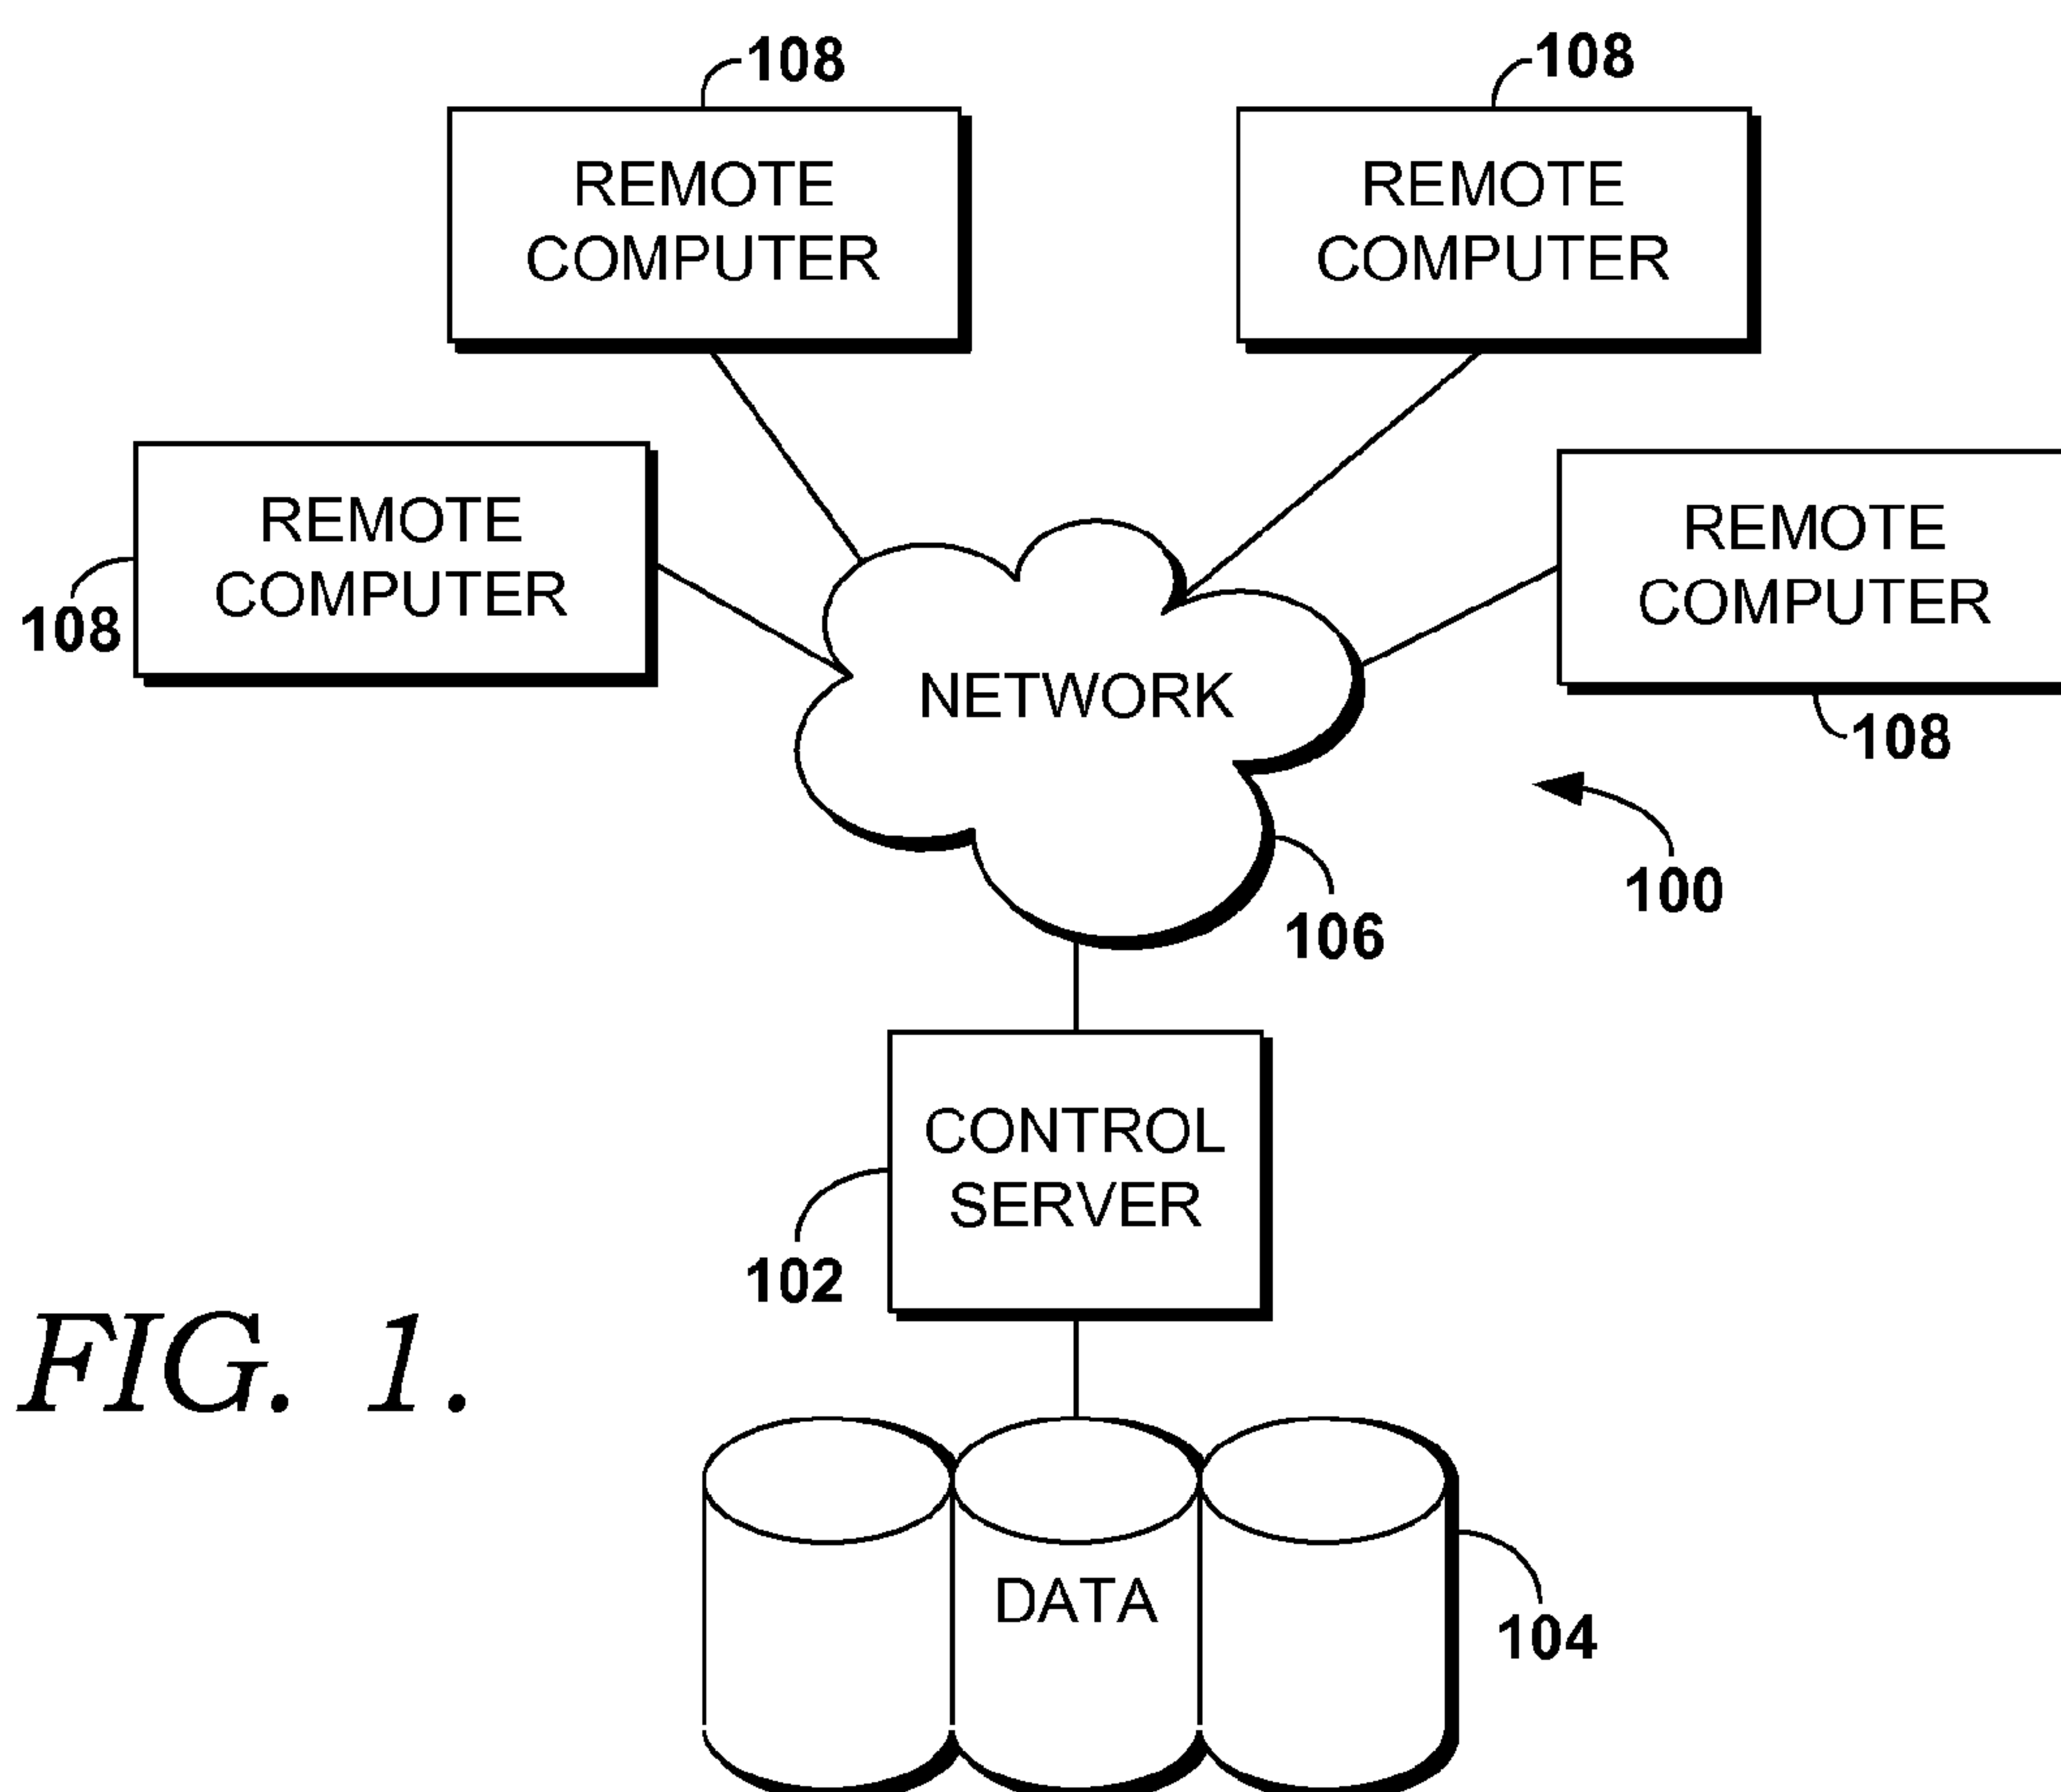 108
108
REMOTE
COMPUTER
REMOTE
COMPUTER
REMOTE
COMPUTER
108
REMOTE
COMPUTER
108
NETWORK
100
106
CONTROL
SERVER
102
FIG. 1.
DATA
104